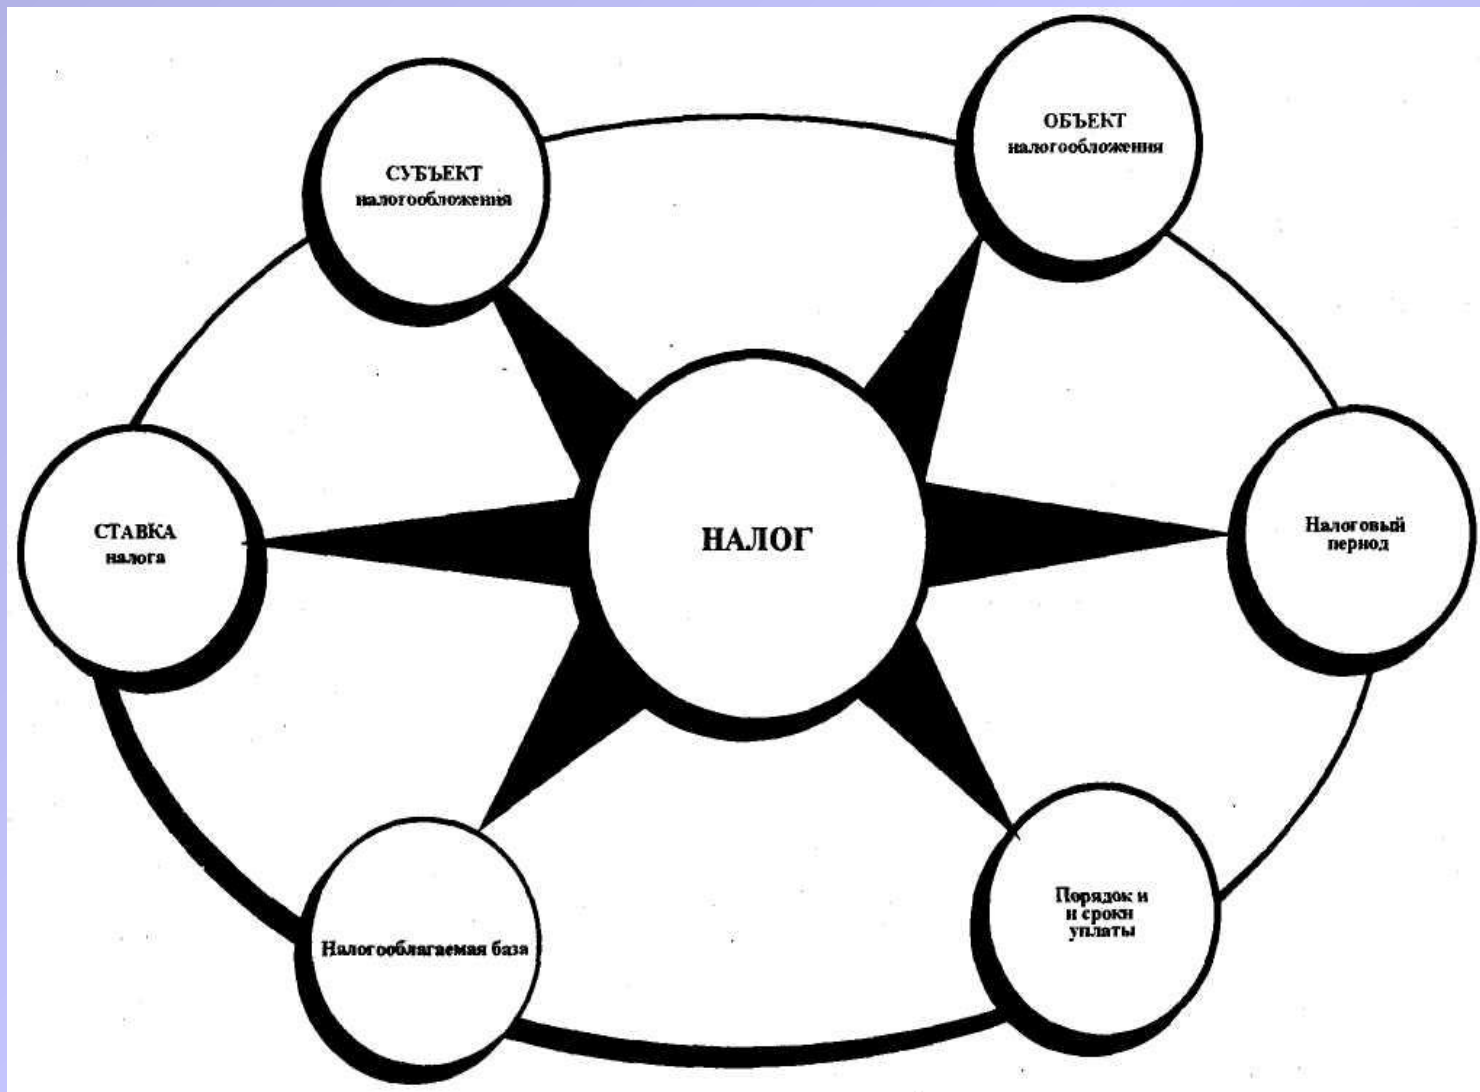 ОБЪЕКТ
налогообложения
СУБЪЕКТ
налогообложения
СТАВКА
налога
НАЛОГ
Налоговый
период
Порядок и
и сроки
уплаты
Налогооблагаемая база